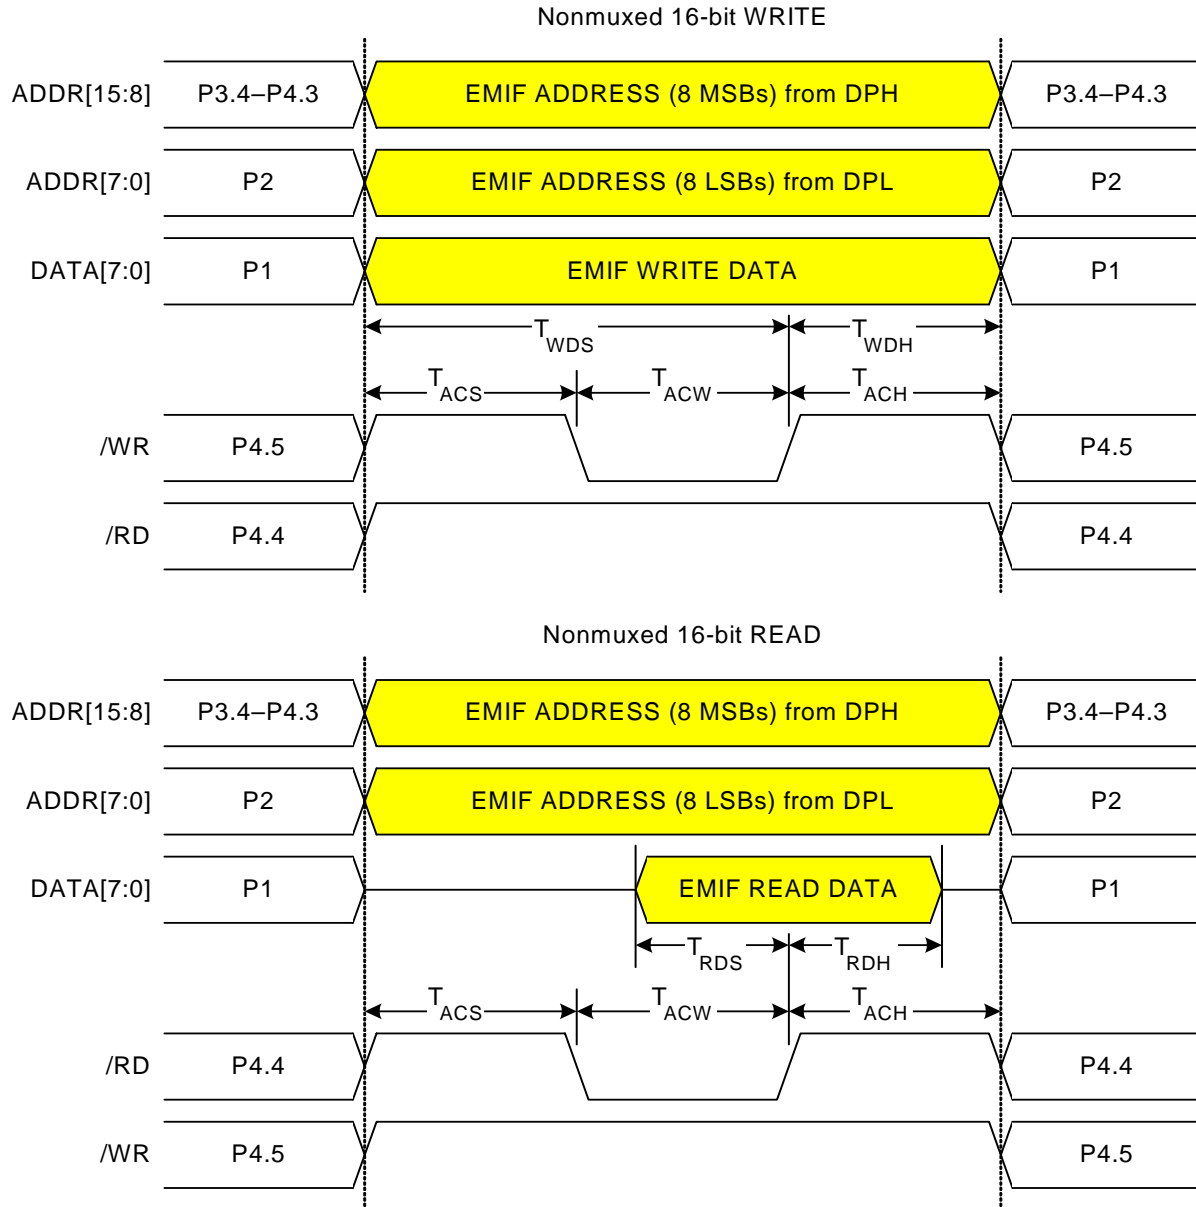 Nonmuxed 16-bit WRITE
ADDR[15:8] P3.4–P4.3 EMIF ADDRESS (8 MSBs) from DPH P3.4–P4.3
ADDR[7:0] P2 EMIF ADDRESS (8 LSBs) from DPL P2
DATA[7:0] P1 EMIF WRITE DATA P1
TWDS TWDH
TACS TACW TACH
/WR P4.5 P4.5
/RD P4.4 P4.4
Nonmuxed 16-bit READ
ADDR[15:8] P3.4–P4.3 EMIF ADDRESS (8 MSBs) from DPH P3.4–P4.3
ADDR[7:0] P2 EMIF ADDRESS (8 LSBs) from DPL P2
DATA[7:0] P1 EMIF READ DATA P1
TRDS TRDH
TACS TACW TACH
/RD P4.4 P4.4
/WR P4.5 P4.5